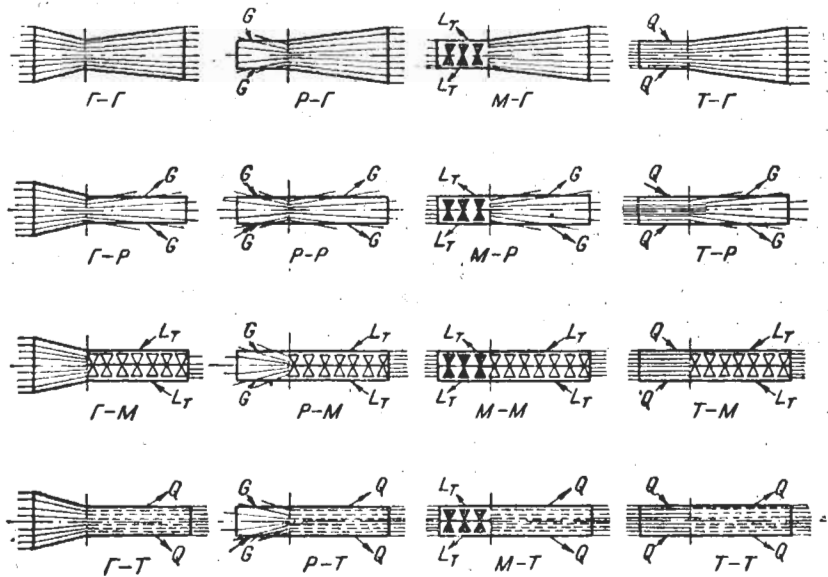 G L_T Q
G L_T Q
Г-Г Р-Г М-Г Т-Г
G G G L_T G Q G
G G G L_T G Q G
Г-Р Р-Р М-Р Т-Р
L_T G L_T L_T L_T Q L_T
L_T G L_T L_T L_T Q L_T
Г-М Р-М М-М Т-М
Q G Q L_T Q Q Q
Q G Q L_T Q Q Q
Г-Т Р-Т М-Т Т-Т